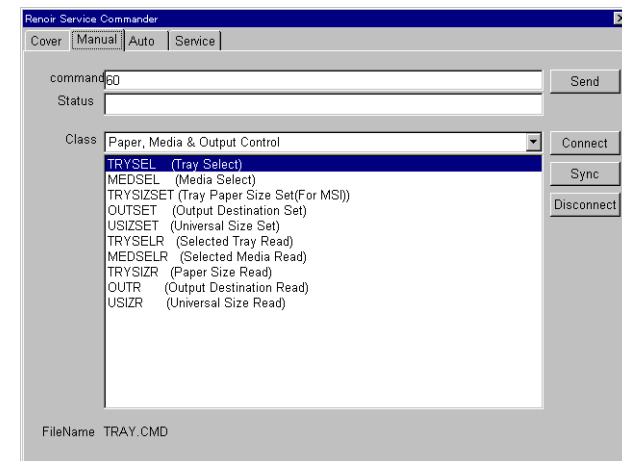 Renoir Service Commander
Cover Manual Auto Service
command 60 Send
Status
Class Paper, Media & Output Control Connect
TRYSEL (Tray Select)
MEDSEL (Media Select) Sync
TRYSIZSET (Tray Paper Size Set(For MSI))
OUTSET (Output Destination Set) Disconnect
USIZSET (Universal Size Set)
TRYSELR (Selected Tray Read)
MEDSELR (Selected Media Read)
TRYSIZR (Paper Size Read)
OUTR (Output Destination Read)
USIZR (Universal Size Read)
FileName TRAY.CMD